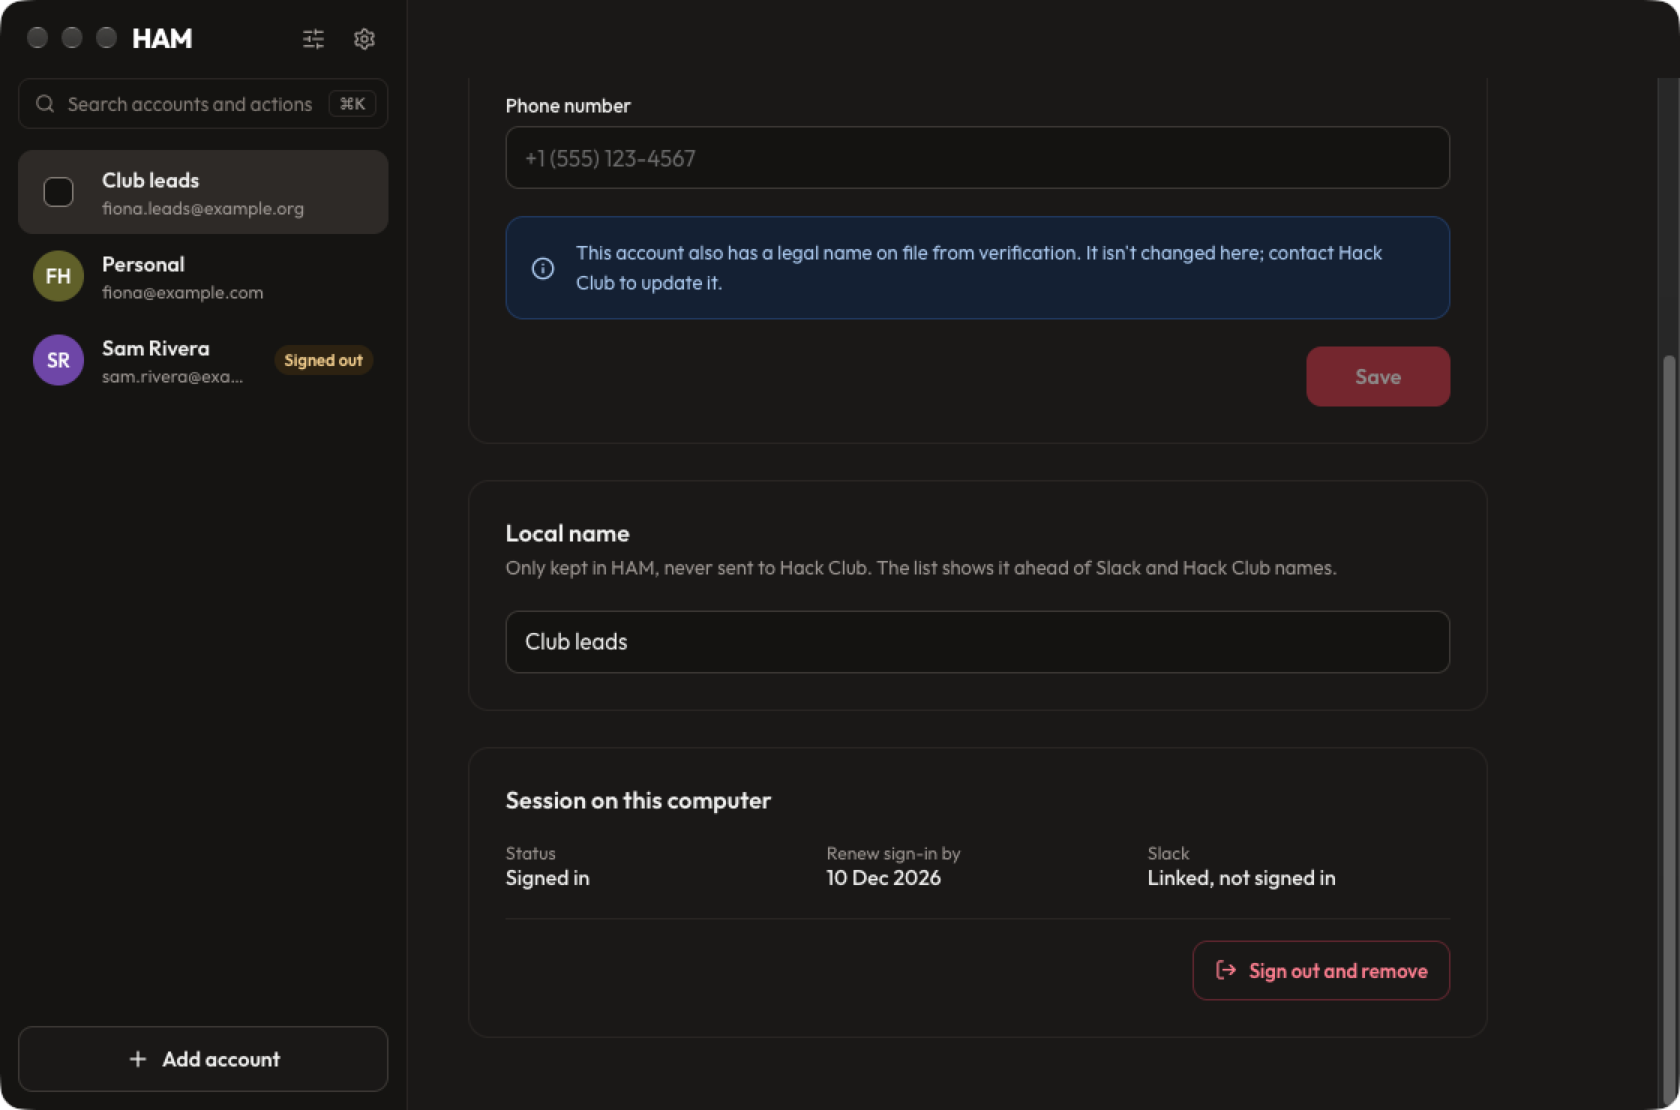 HAM
Search accounts and actions ⌘K
Club leads
fiona.leads@example.org
FH
Personal
fiona@example.com
SR
Sam Rivera
sam.rivera@exa...
Signed out
Add account
Phone number
+1 (555) 123-4567
This account also has a legal name on file from verification. It isn't changed here; contact Hack
Club to update it.
Save
Local name
Only kept in HAM, never sent to Hack Club. The list shows it ahead of Slack and Hack Club names.
Club leads
Session on this computer
Status
Signed in
Renew sign-in by
10 Dec 2026
Slack
Linked, not signed in
Sign out and remove